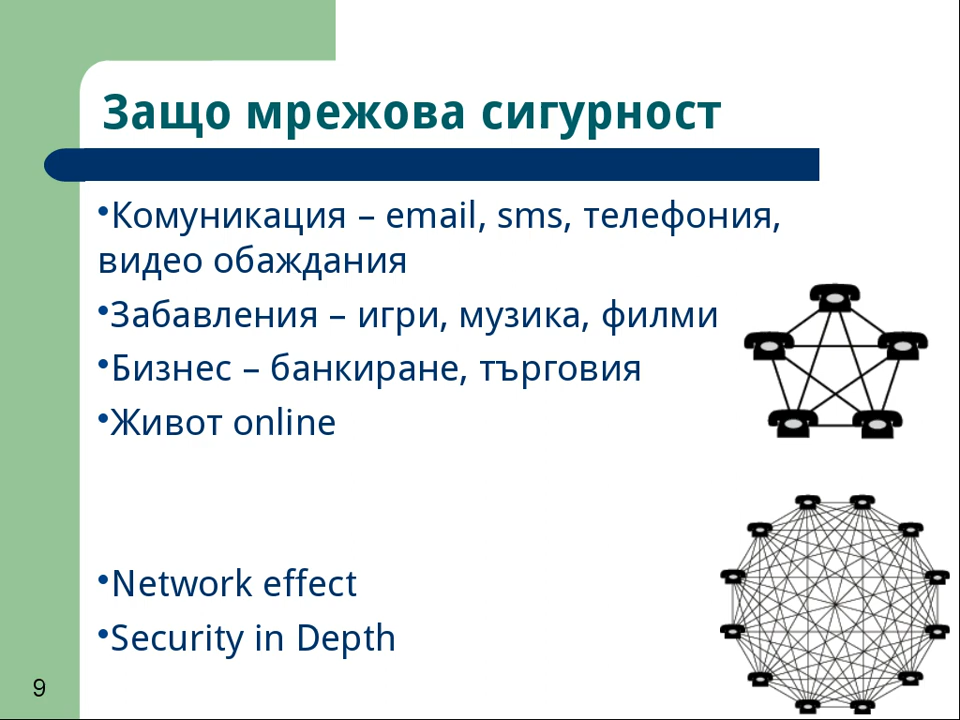 Защо мрежова сигурност
•Комуникация – email, sms, телефония,
видео обаждания
•Забавления – игри, музика, филми
•Бизнес – банкиране, търговия
•Живот online
•Network effect
•Security in Depth
9